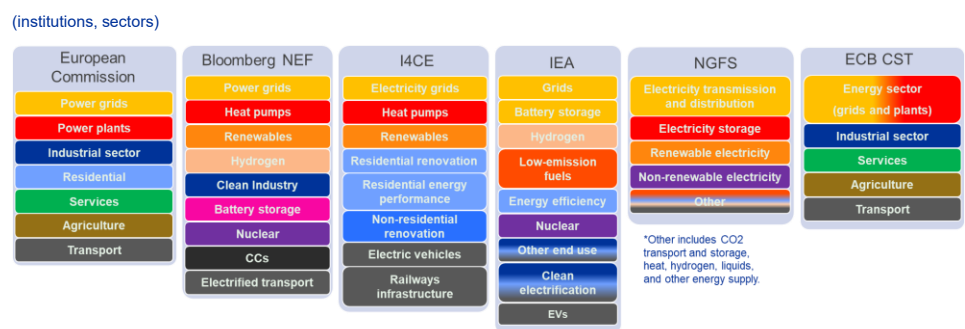 (institutions, sectors)
European
Commission
Power grids
Power plants
Industrial sector
Residential
Services
Agriculture
Transport
Bloomberg NEF
Power grids
Heat pumps
Renewables
Hydrogen
Clean Industry
Battery storage
Nuclear
CCs
Electrified transport
I4CE
Electricity grids
Heat pumps
Renewables
Residential renovation
Residential energy
performance
Non-residential
renovation
Electric vehicles
Railways
infrastructure
IEA
Grids
Battery storage
Hydrogen
Low-emission
fuels
Energy efficiency
Nuclear
Other end use
Clean
electrification
EVs
NGFS
Electricity transmission
and distribution
Electricity storage
Renewable electricity
Non-renewable electricity
Other
*Other includes CO2
transport and storage,
heat, hydrogen, liquids,
and other energy supply.
ECB CST
Energy sector
(grids and plants)
Industrial sector
Services
Agriculture
Transport